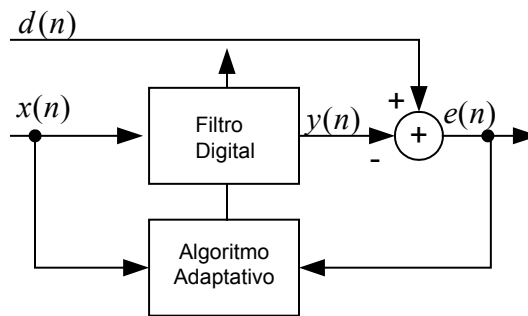 d(n)
x(n)
Filtro
Digital
y(n)
+
+
-
e(n)
Algoritmo
Adaptativo